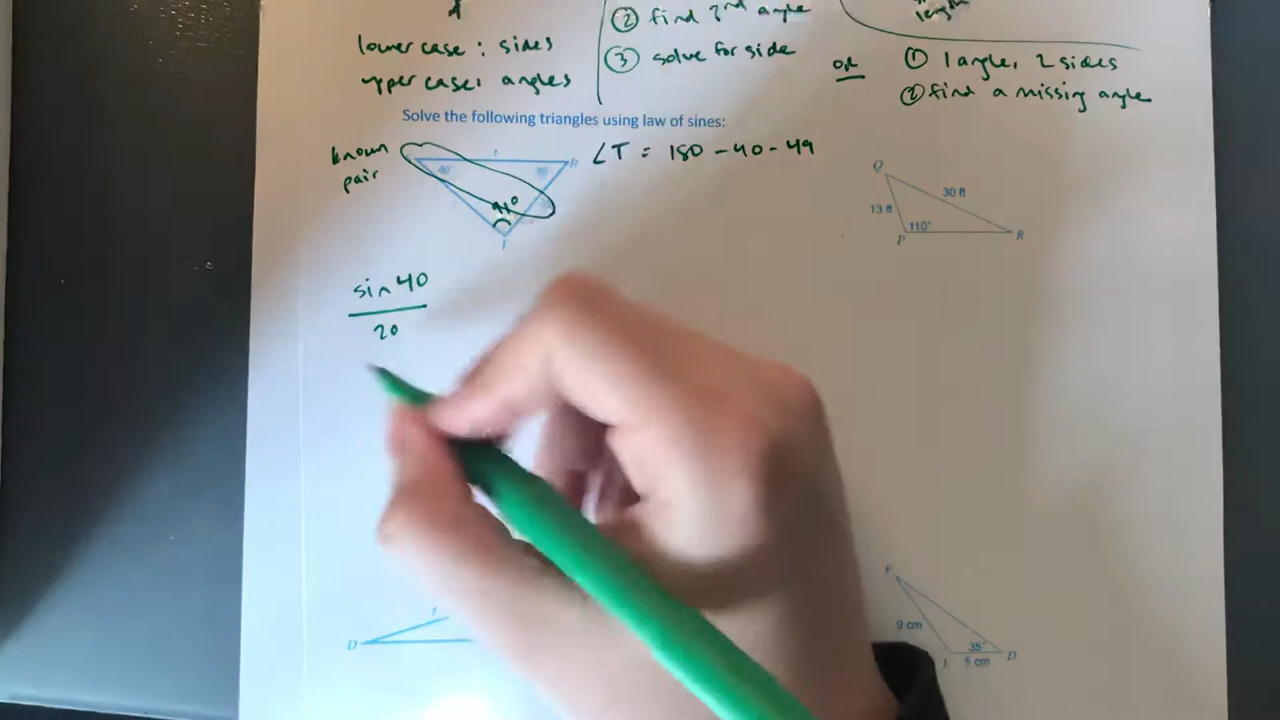 ② find 2nd angle
length
lower case : sides
③ solve for side
or
① 1 angle, 2 sides
upper case: angles
② find a missing angle
Solve the following triangles using law of sines:
known
pair
t
R
∠T = 180 - 40 - 49
40°
91°
T
Q
30 ft
13 ft
110°
P
R
sin 40
20
F
9 cm
D
35°
5 cm
D